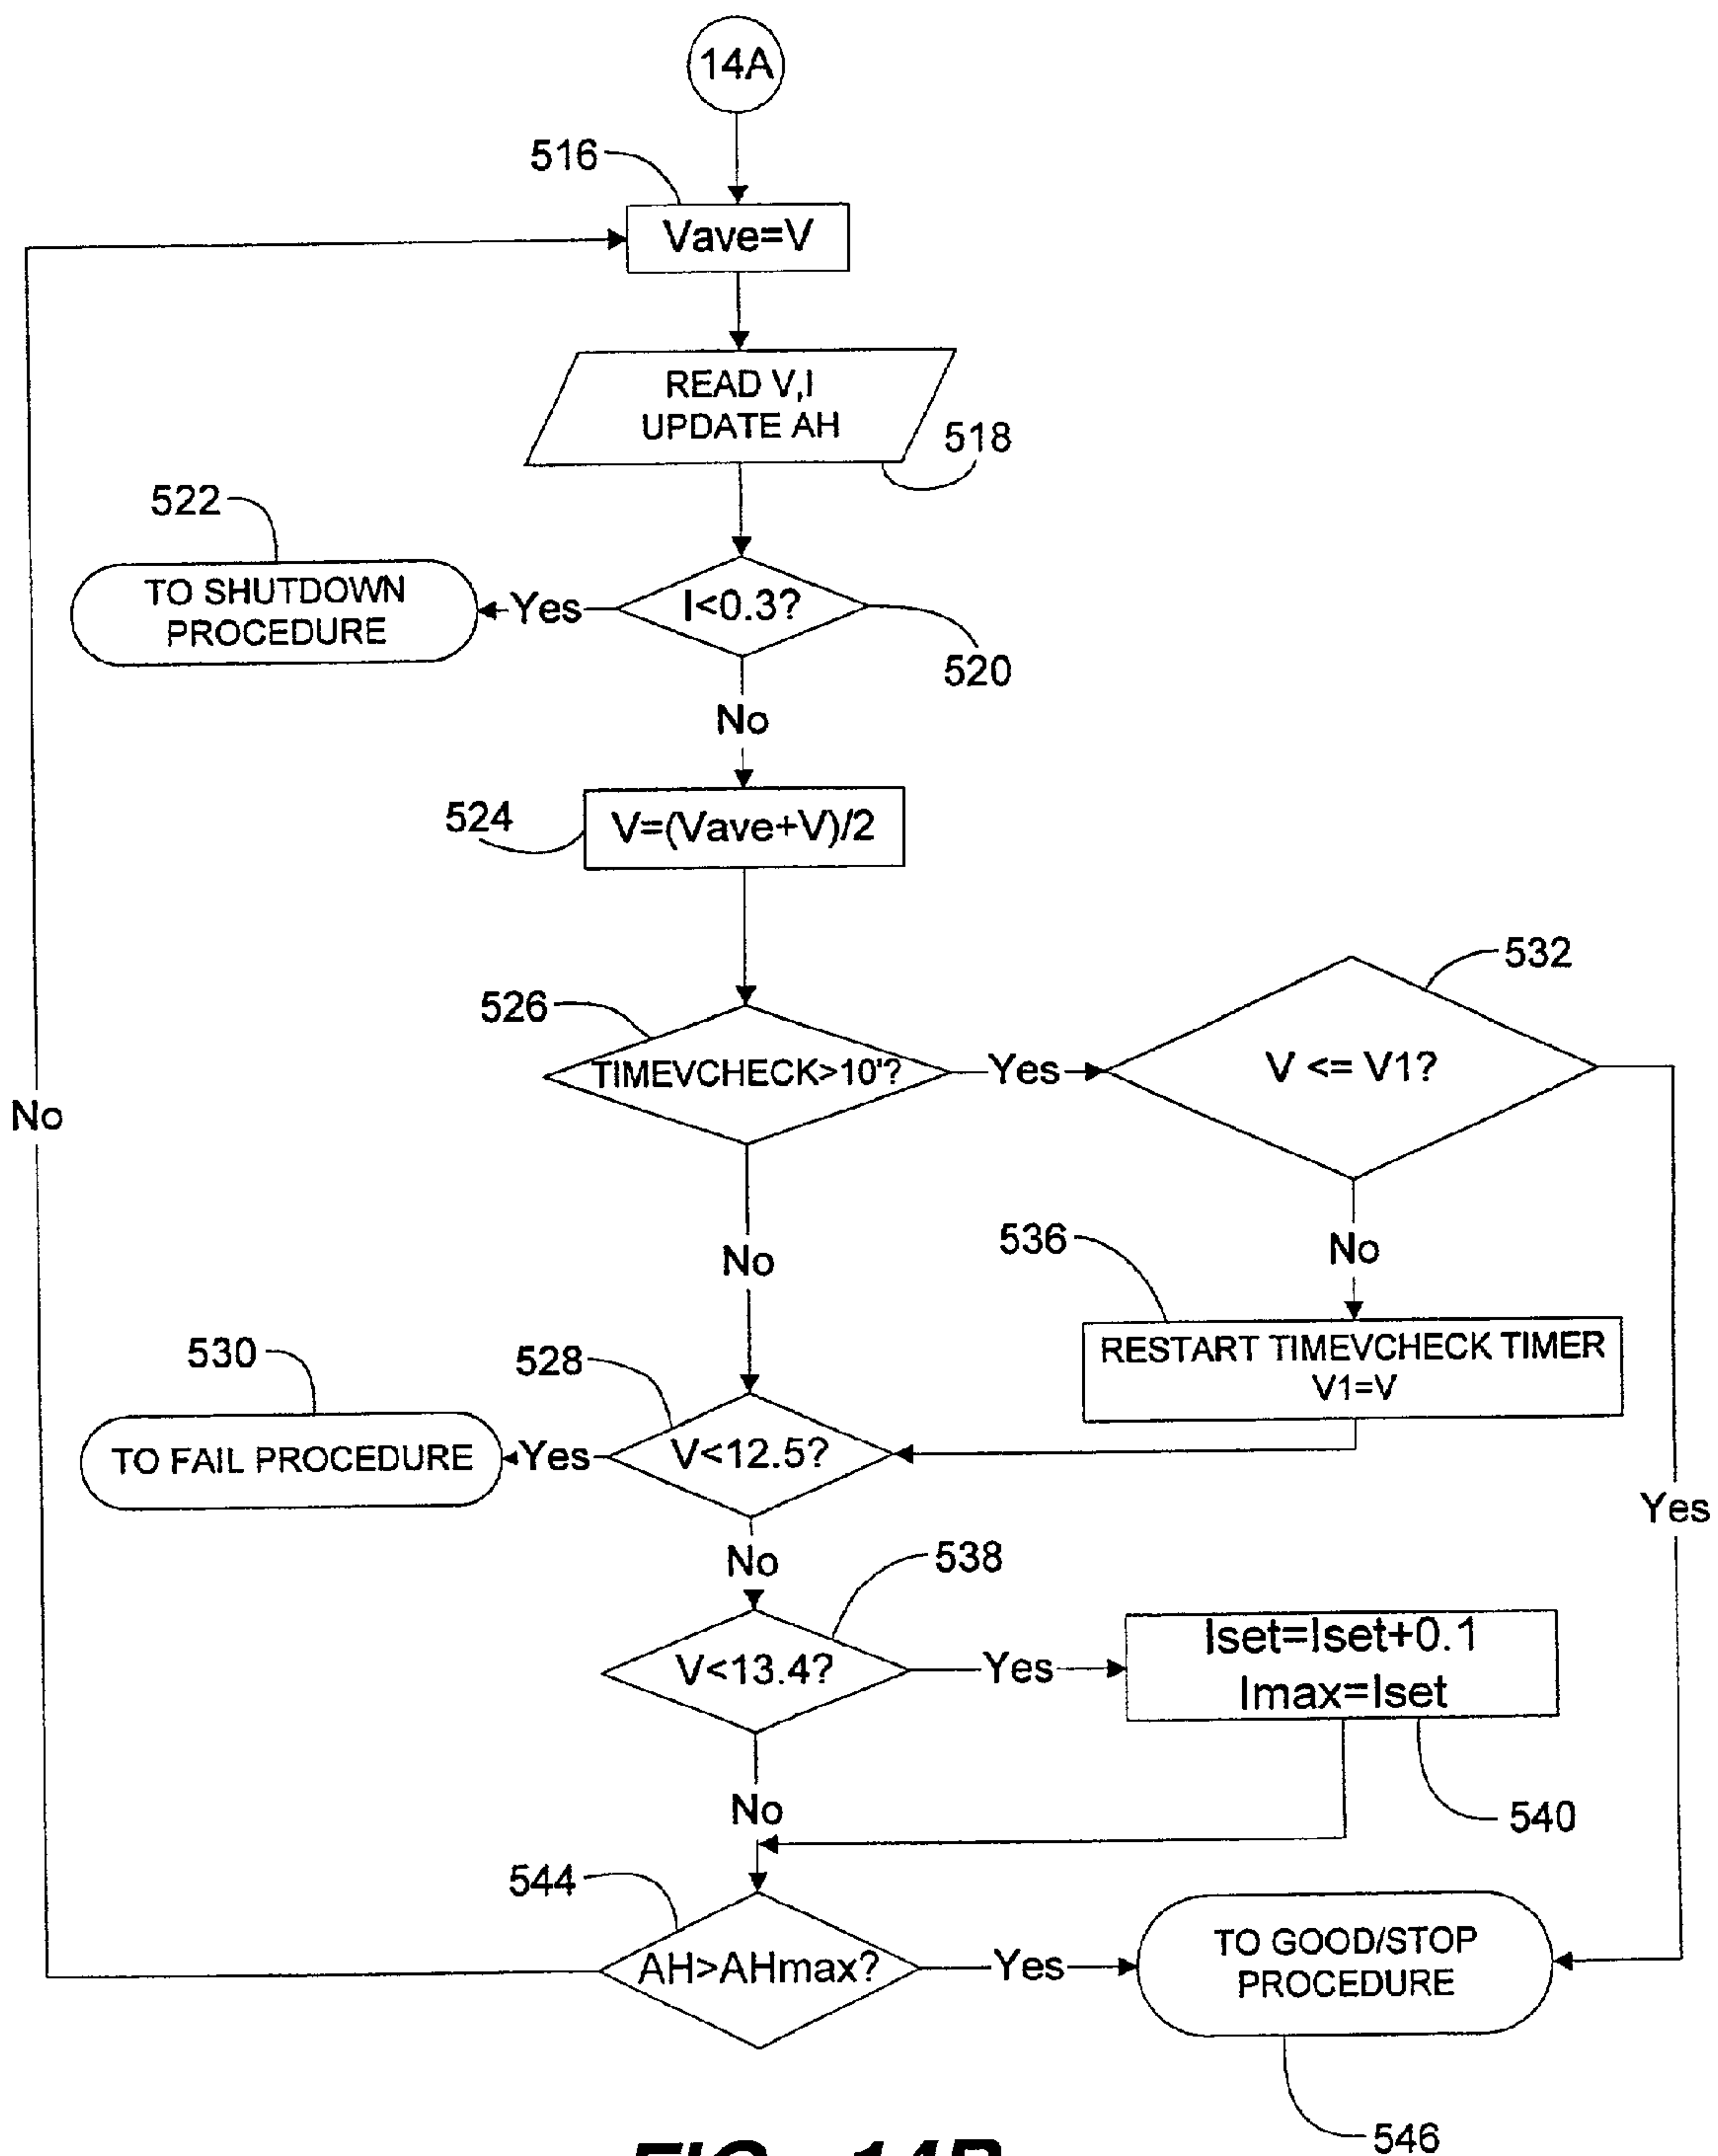 14A
516
Vave=V
READ V,I
UPDATE AH
518
522
TO SHUTDOWN
PROCEDURE
Yes
I<0.3?
520
No
524
V=(Vave+V)/2
526
TIMEVCHECK>10'?
Yes
532
V <= V1?
No
No
No
536
RESTART TIMEVCHECK TIMER
V1=V
530
528
TO FAIL PROCEDURE
Yes
V<12.5?
Yes
No
538
V<13.4?
Yes
Iset=Iset+0.1
Imax=Iset
No
540
544
AH>AHmax?
Yes
TO GOOD/STOP
PROCEDURE
546
FIG. 14B